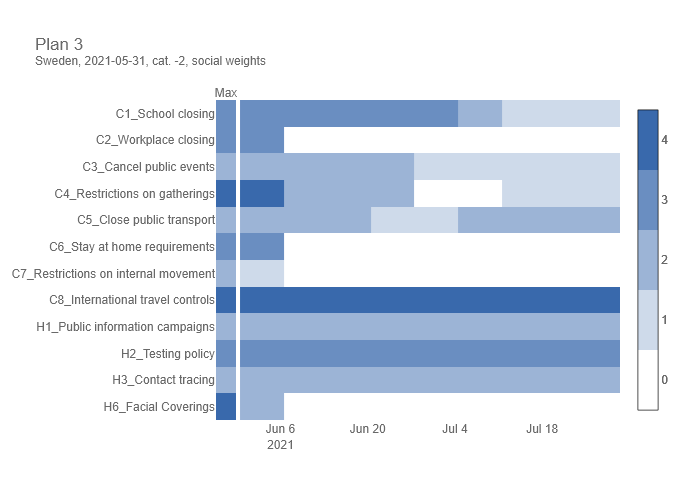 Plan 3
Sweden, 2021-05-31, cat. -2, social weights
Max
C1_School closing
C2_Workplace closing
C3_Cancel public events
C4_Restrictions on gatherings
C5_Close public transport
C6_Stay at home requirements
C7_Restrictions on internal movement
C8_International travel controls
H1_Public information campaigns
H2_Testing policy
H3_Contact tracing
H6_Facial Coverings
Jun 6 Jun 20 Jul 4 Jul 18
2021
4
3
2
1
0